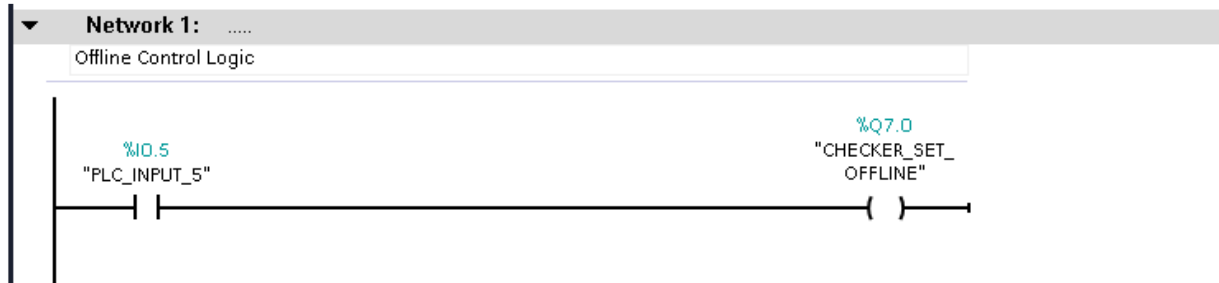 Network 1: .....
Offline Control Logic
%I0.5
"PLC_INPUT_5"
%Q7.0
"CHECKER_SET_
OFFLINE"